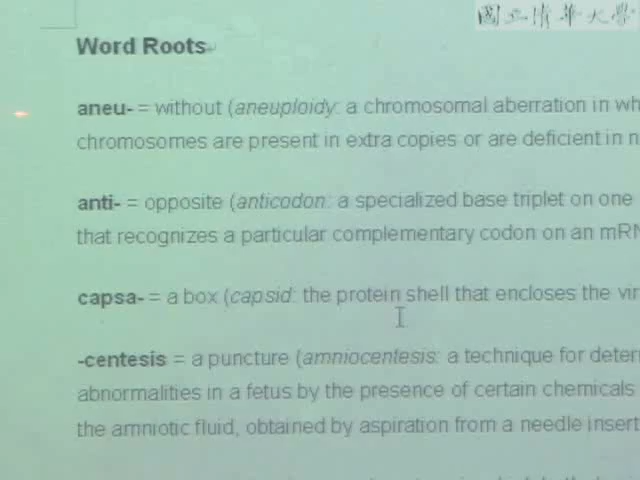 國立清華大學
Word Roots
aneu- = without (aneuploidy: a chromosomal aberration in wh
chromosomes are present in extra copies or are deficient in n
anti- = opposite (anticodon: a specialized base triplet on one
that recognizes a particular complementary codon on an mRN
capsa- = a box (capsid: the protein shell that encloses the vir
-centesis = a puncture (amniocentesis: a technique for deter
abnormalities in a fetus by the presence of certain chemicals
the amniotic fluid, obtained by aspiration from a needle insert